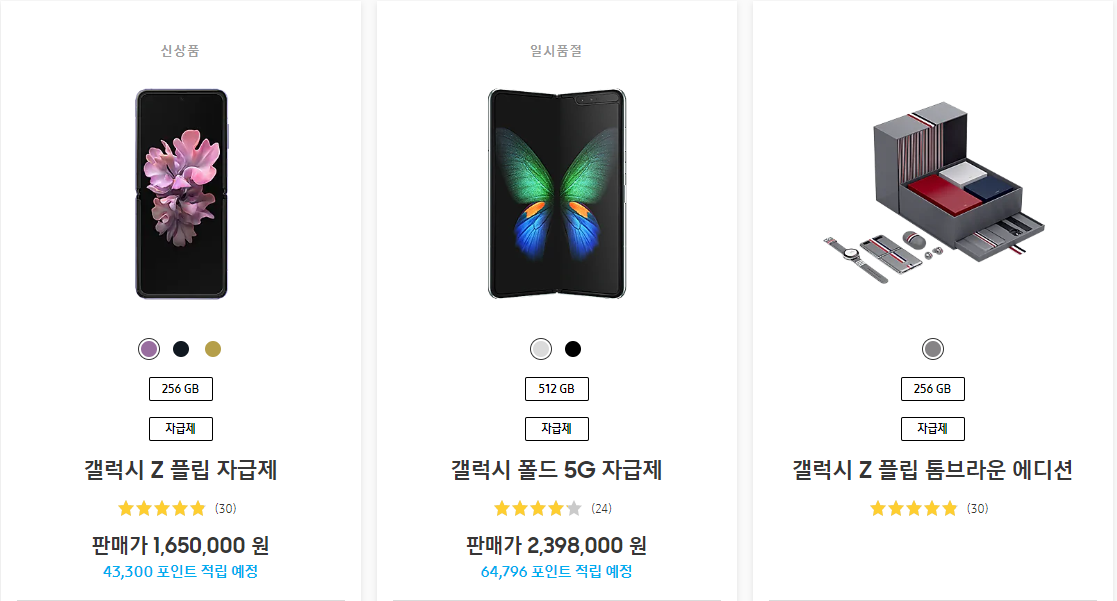 신상품
256 GB
자급제
갤럭시 Z 플립 자급제
(30)
판매가 1,650,000 원
43,300 포인트 적립 예정
일시품절
512 GB
자급제
갤럭시 폴드 5G 자급제
(24)
판매가 2,398,000 원
64,796 포인트 적립 예정
256 GB
자급제
갤럭시 Z 플립 톰브라운 에디션
(30)